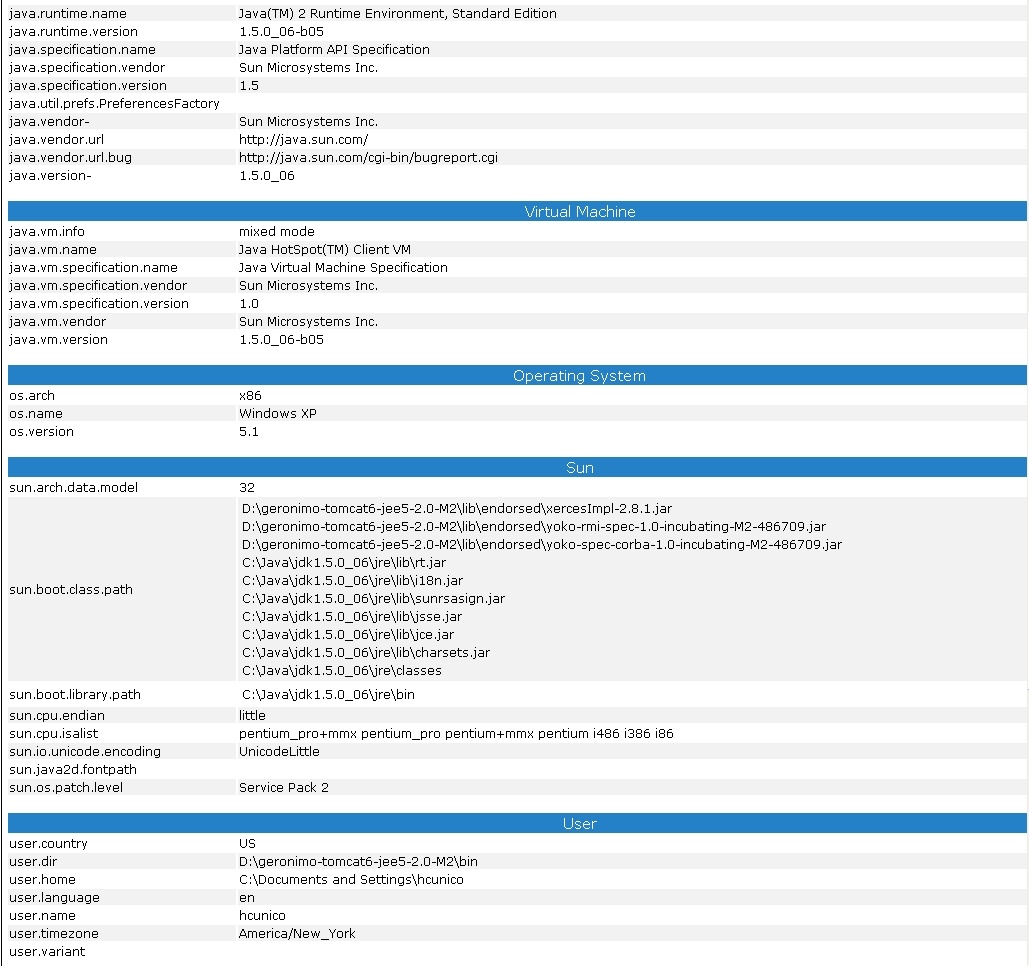 java.runtime.name Java(TM) 2 Runtime Environment, Standard Edition
java.runtime.version 1.5.0_06-b05
java.specification.name Java Platform API Specification
java.specification.vendor Sun Microsystems Inc.
java.specification.version 1.5
java.util.prefs.PreferencesFactory
java.vendor- Sun Microsystems Inc.
java.vendor.url http://java.sun.com/
java.vendor.url.bug http://java.sun.com/cgi-bin/bugreport.cgi
java.version- 1.5.0_06
Virtual Machine
java.vm.info mixed mode
java.vm.name Java HotSpot(TM) Client VM
java.vm.specification.name Java Virtual Machine Specification
java.vm.specification.vendor Sun Microsystems Inc.
java.vm.specification.version 1.0
java.vm.vendor Sun Microsystems Inc.
java.vm.version 1.5.0_06-b05
Operating System
os.arch x86
os.name Windows XP
os.version 5.1
Sun
sun.arch.data.model 32
D:\geronimo-tomcat6-jee5-2.0-M2\lib\endorsed\xercesImpl-2.8.1.jar
D:\geronimo-tomcat6-jee5-2.0-M2\lib\endorsed\yoko-rmi-spec-1.0-incubating-M2-486709.jar
D:\geronimo-tomcat6-jee5-2.0-M2\lib\endorsed\yoko-spec-corba-1.0-incubating-M2-486709.jar
C:\Java\jdk1.5.0_06\jre\lib\rt.jar
C:\Java\jdk1.5.0_06\jre\lib\i18n.jar
sun.boot.class.path
C:\Java\jdk1.5.0_06\jre\lib\sunrsasign.jar
C:\Java\jdk1.5.0_06\jre\lib\jsse.jar
C:\Java\jdk1.5.0_06\jre\lib\jce.jar
C:\Java\jdk1.5.0_06\jre\lib\charsets.jar
C:\Java\jdk1.5.0_06\jre\classes
sun.boot.library.path C:\Java\jdk1.5.0_06\jre\bin
sun.cpu.endian little
sun.cpu.isalist pentium_pro+mmx pentium_pro pentium+mmx pentium i486 i386 i86
sun.io.unicode.encoding UnicodeLittle
sun.java2d.fontpath
sun.os.patch.level Service Pack 2
User
user.country US
user.dir D:\geronimo-tomcat6-jee5-2.0-M2\bin
user.home C:\Documents and Settings\hcunico
user.language en
user.name hcunico
user.timezone America/New_York
user.variant